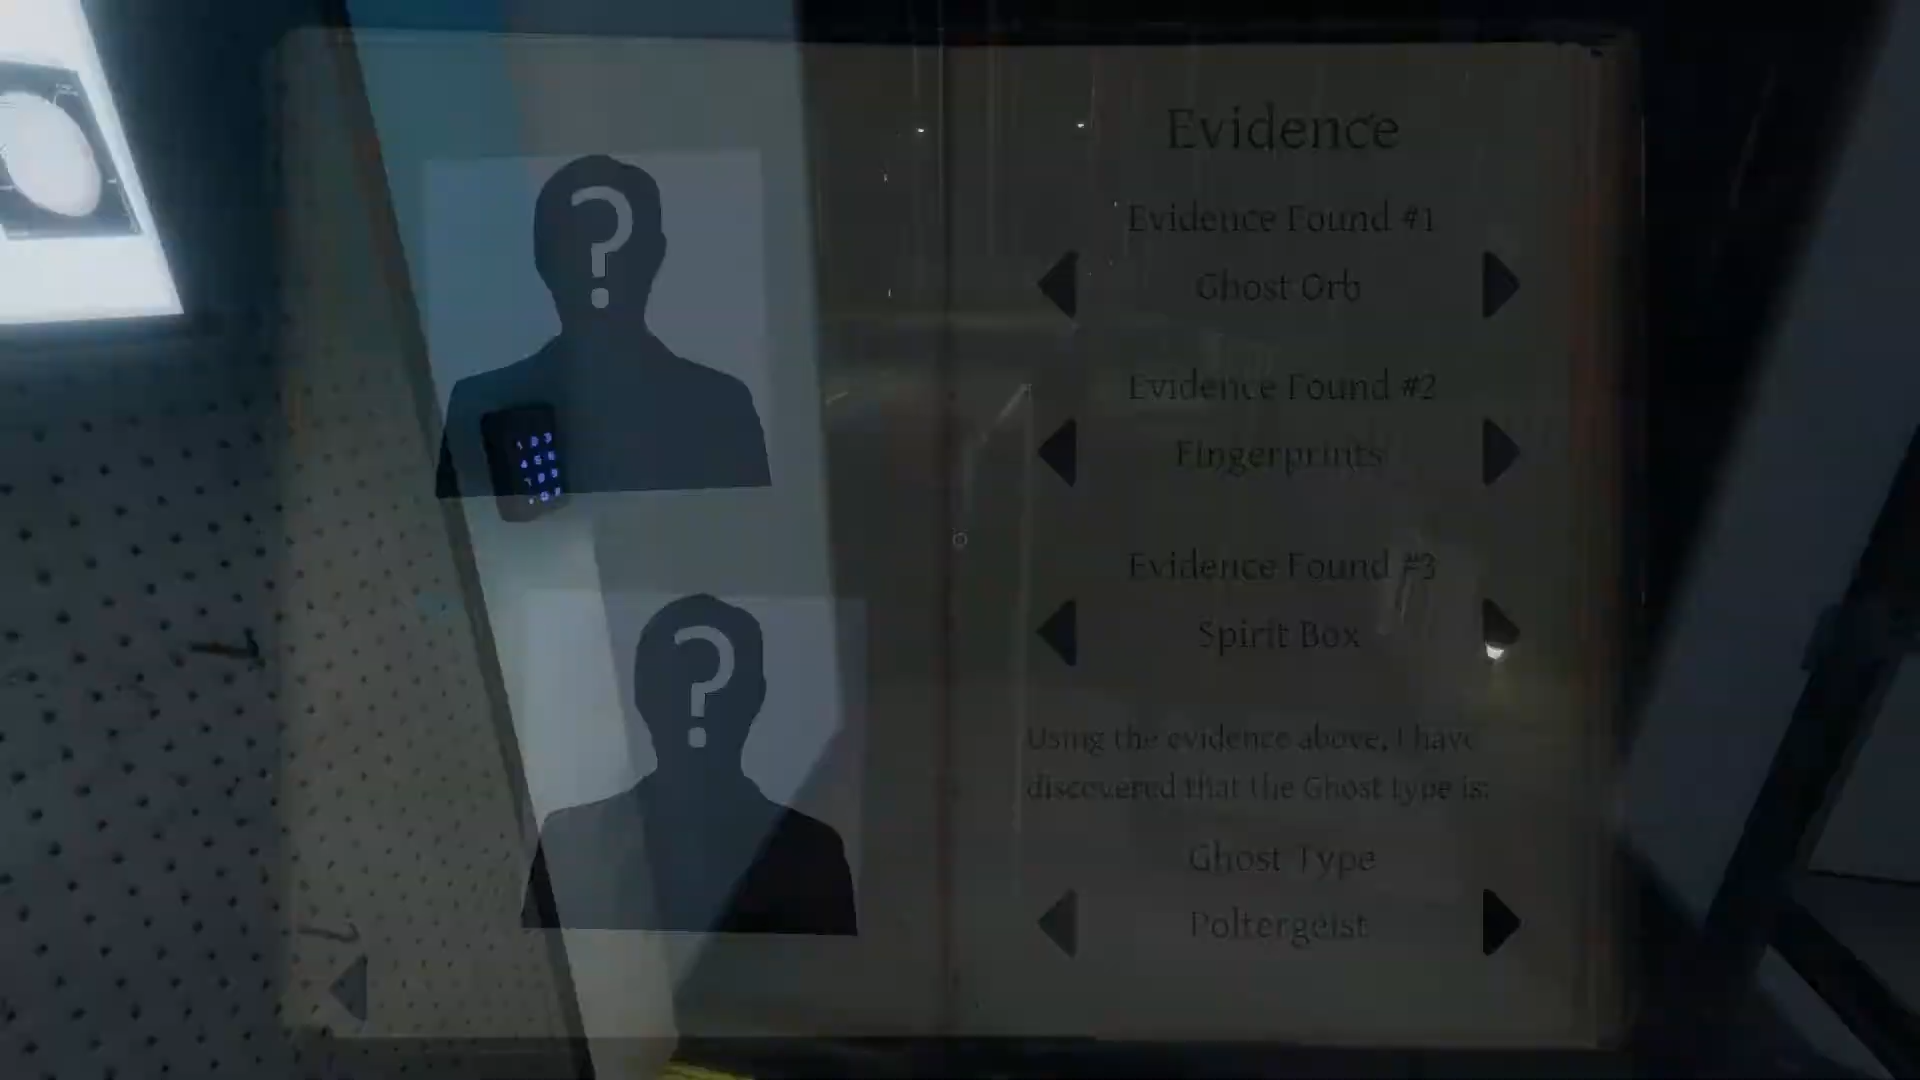 ?
?
Evidence
Evidence Found #1
Ghost Orb
Evidence Found #2
Fingerprints
Evidence Found #3
Spirit Box
Using the evidence above, I have
discovered that the Ghost type is:
Ghost Type
Poltergeist